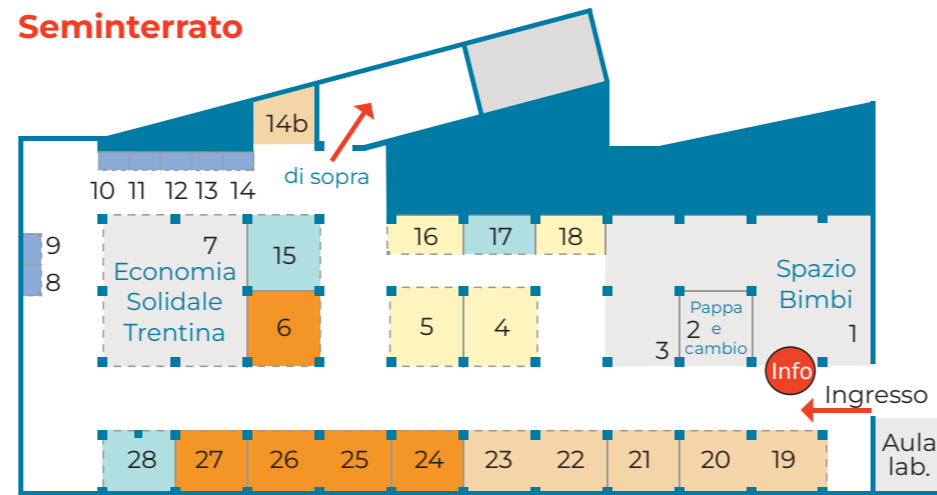 Seminterrato
14b
di sopra
10 11 12 13 14
9
8
7
Economia
Solidale
Trentina
15
6
16 17 18
5 4
Spazio
Bimbi
1
Pappa
e
cambio
2
3
Info
Ingresso
Aula
lab.
28 27 26 25 24 23 22 21 20 19